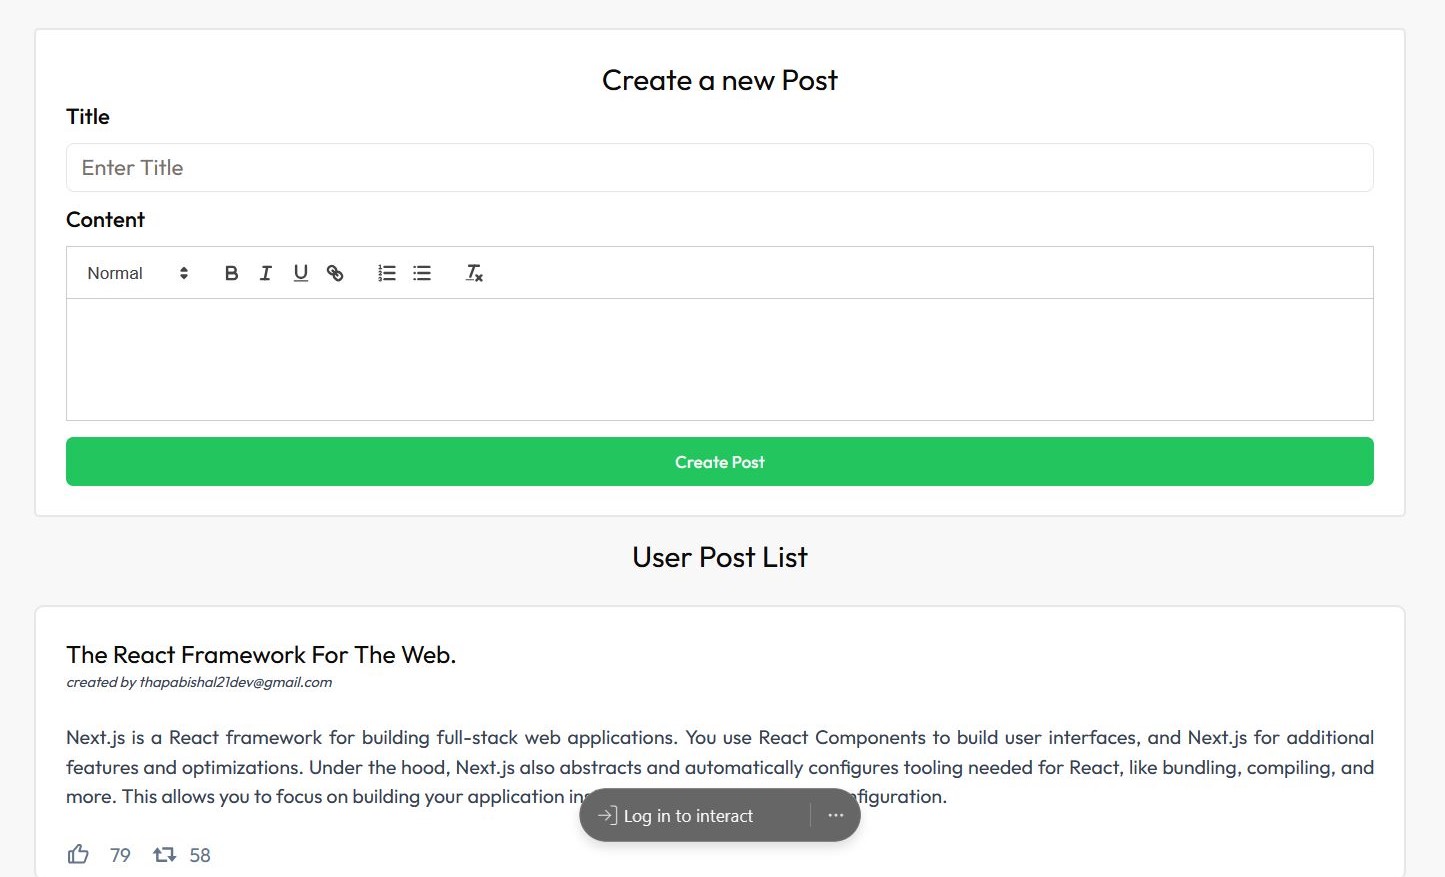 Create a new Post
Title
Enter Title
Content
Normal
Create Post
User Post List
The React Framework For The Web.
created by thapabishal21dev@gmail.com
Next.js is a React framework for building full-stack web applications. You use React Components to build user interfaces, and Next.js for additional
features and optimizations. Under the hood, Next.js also abstracts and automatically configures tooling needed for React, like bundling, compiling, and
more. This allows you to focus on building your application
Log in to interact
79 58